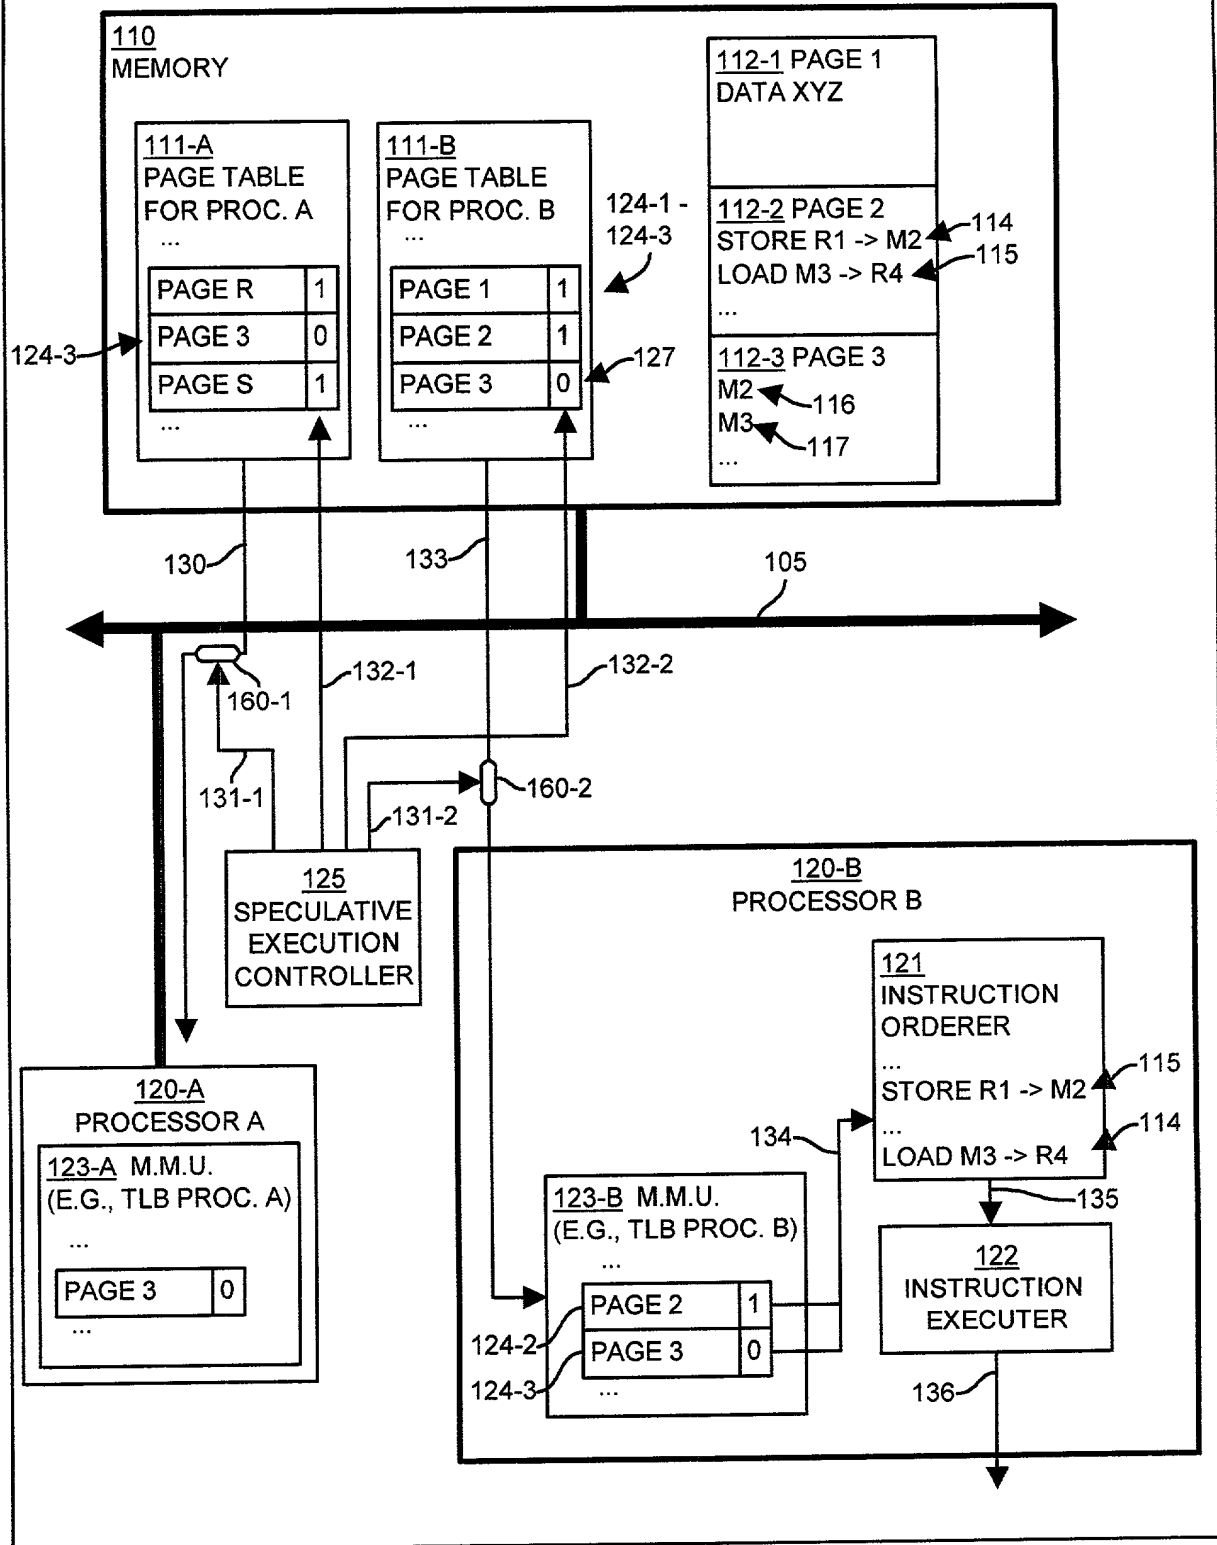 110
MEMORY
111-A
PAGE TABLE
FOR PROC. A
...
PAGE R 1
PAGE 3 0
PAGE S 1
...
124-3
111-B
PAGE TABLE
FOR PROC. B
...
PAGE 1 1
PAGE 2 1
PAGE 3 0
...
124-1 -
124-3
127
112-1 PAGE 1
DATA XYZ
112-2 PAGE 2
STORE R1 -> M2
LOAD M3 -> R4
...
114
115
112-3 PAGE 3
M2
M3
...
116
117
130
133
105
160-1
132-1
132-2
131-1
131-2
160-2
125
SPECULATIVE
EXECUTION
CONTROLLER
120-A
PROCESSOR A
123-A M.M.U.
(E.G., TLB PROC. A)
...
PAGE 3 0
...
120-B
PROCESSOR B
121
INSTRUCTION
ORDERER
...
STORE R1 -> M2
...
LOAD M3 -> R4
115
114
134
135
123-B M.M.U.
(E.G., TLB PROC. B)
...
PAGE 2 1
PAGE 3 0
...
124-2
124-3
122
INSTRUCTION
EXECUTER
136